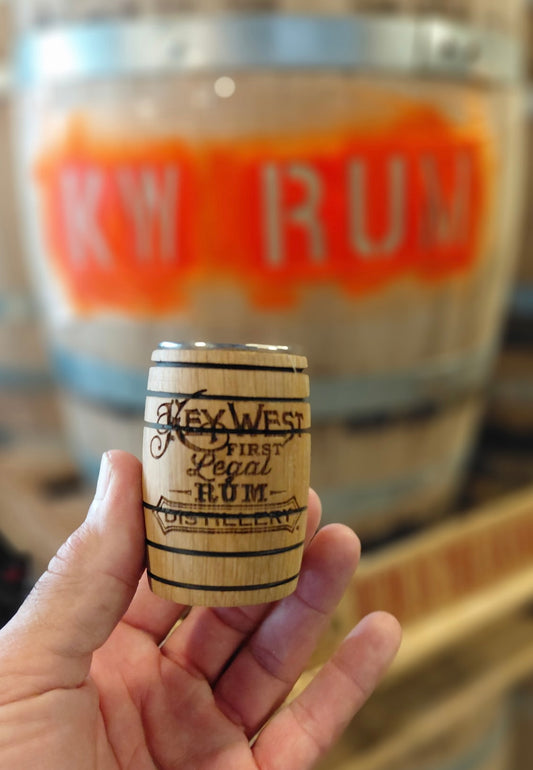 KW RUM
KEY WEST
FIRST
Legal
RUM
DISTILLERY